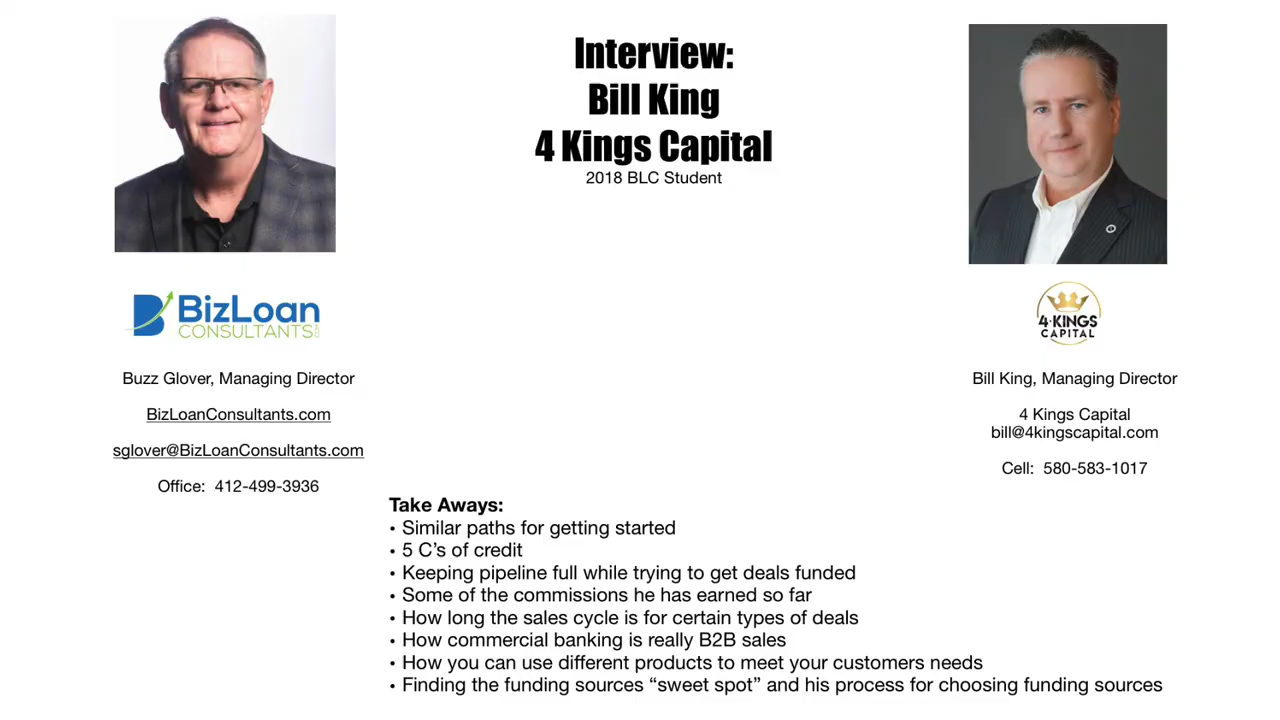 Interview:
Bill King
4 Kings Capital
2018 BLC Student
BizLoan
CONSULTANTS.COM
Buzz Glover, Managing Director
BizLoanConsultants.com
sglover@BizLoanConsultants.com
Office: 412-499-3936
4 KINGS
CAPITAL
Bill King, Managing Director
4 Kings Capital
bill@4kingscapital.com
Cell: 580-583-1017
Take Aways:
• Similar paths for getting started
• 5 C’s of credit
• Keeping pipeline full while trying to get deals funded
• Some of the commissions he has earned so far
• How long the sales cycle is for certain types of deals
• How commercial banking is really B2B sales
• How you can use different products to meet your customers needs
• Finding the funding sources “sweet spot” and his process for choosing funding sources